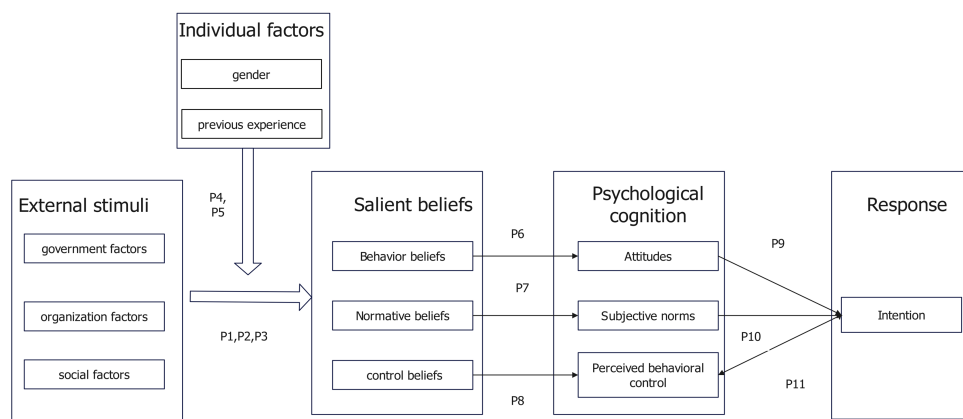 Individual factors
gender
previous experience
P4,
P5
External stimuli
government factors
organization factors
social factors
P1,P2,P3
Salient beliefs
Behavior beliefs
Normative beliefs
control beliefs
P6
P7
P8
Psychological
cognition
Attitudes
Subjective norms
Perceived behavioral
control
P9
P10
P11
Response
Intention